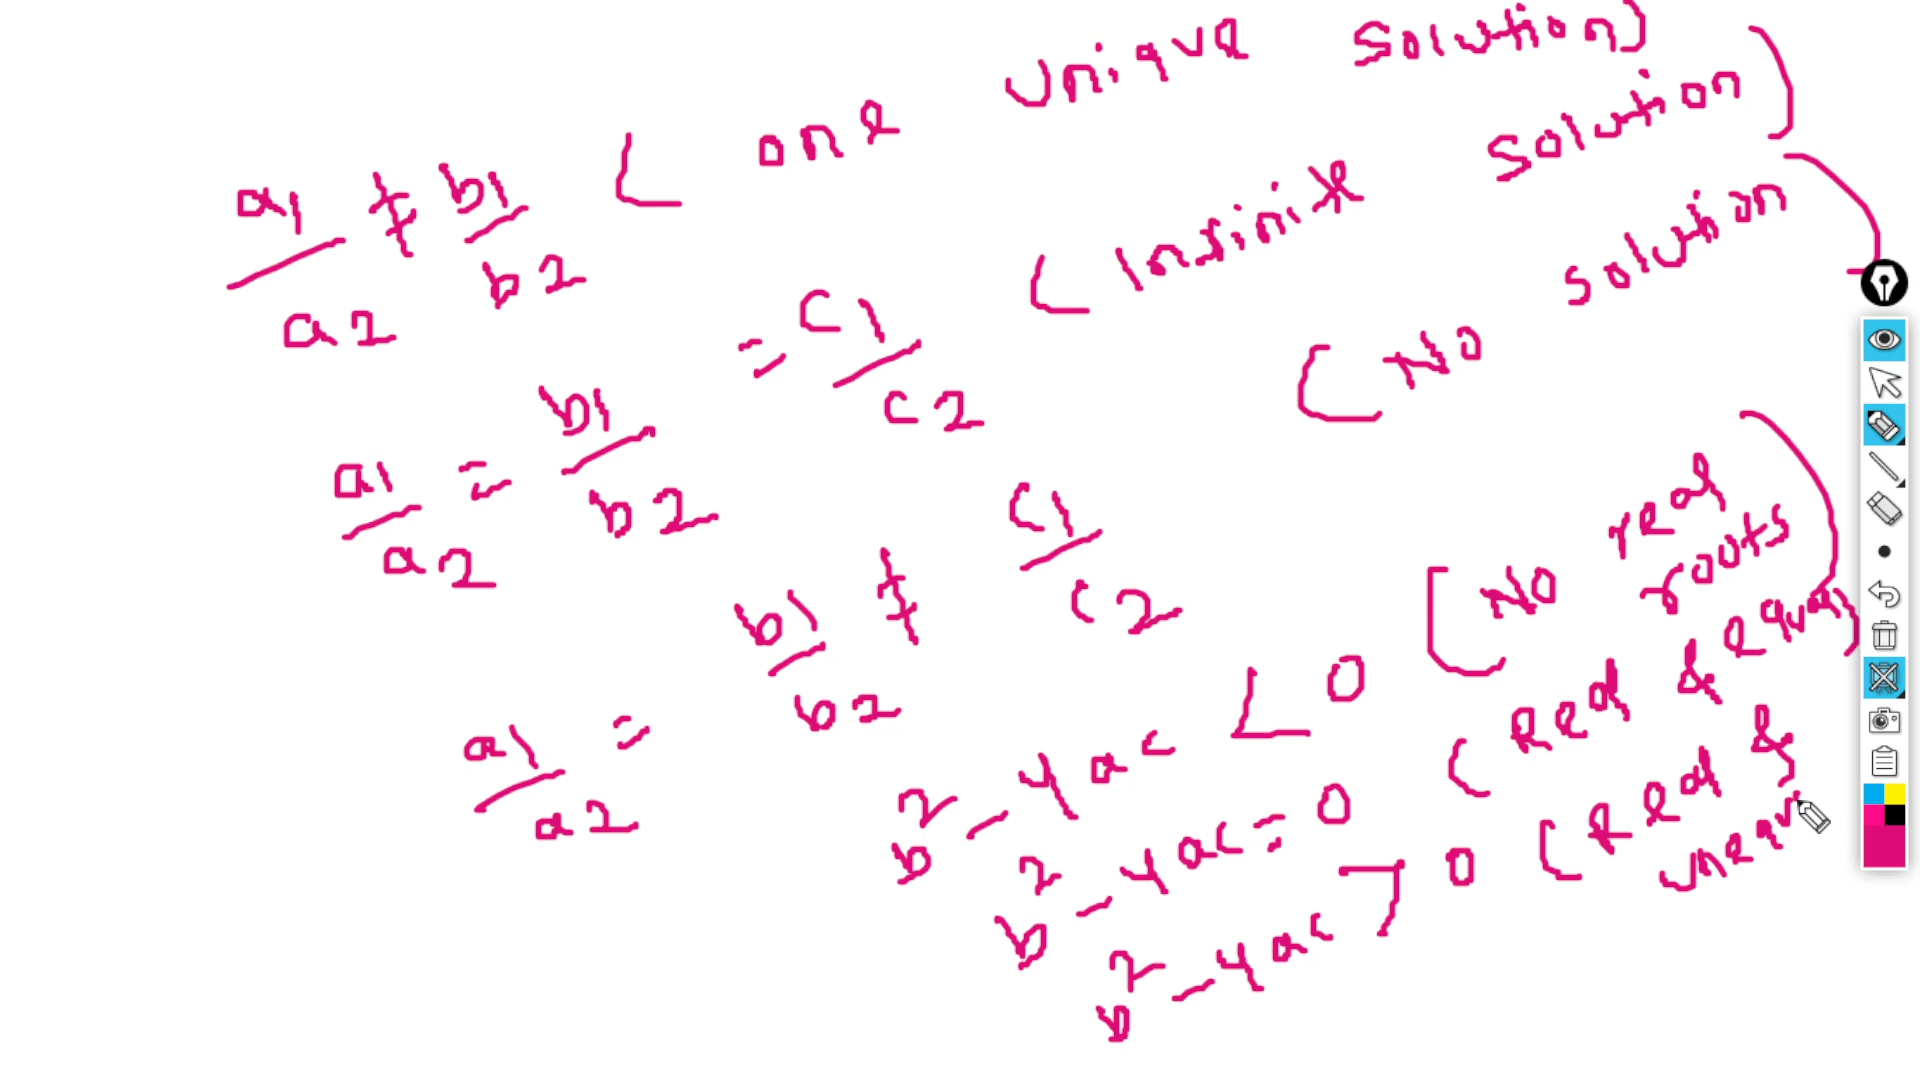 a1/a2 ≠ b1/b2 ( one unique solution)
a1/a2 = b1/b2 = c1/c2 ( Infinite solution)
a1/a2 = b1/b2 ≠ c1/c2 ( No solution)
b² - 4ac < 0 ( No real roots)
b² - 4ac = 0 ( Real & equal)
b² - 4ac > 0 ( Real & unequ